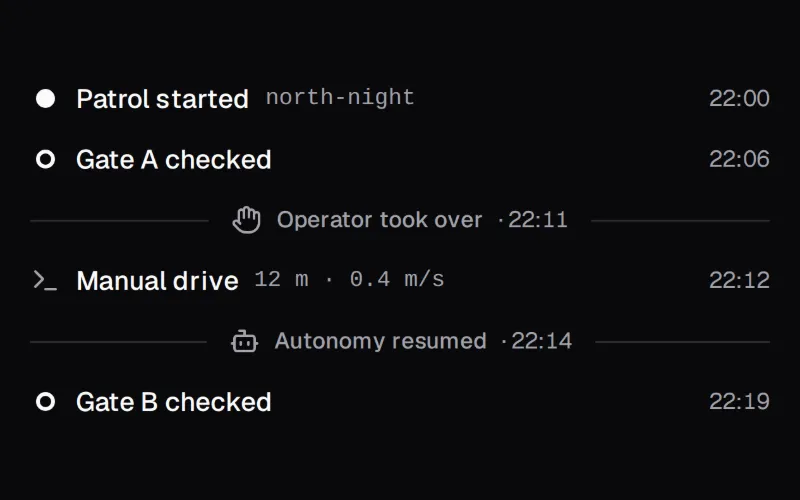 Patrol started north-night 22:00
Gate A checked 22:06
Operator took over · 22:11
Manual drive 12 m · 0.4 m/s 22:12
Autonomy resumed · 22:14
Gate B checked 22:19